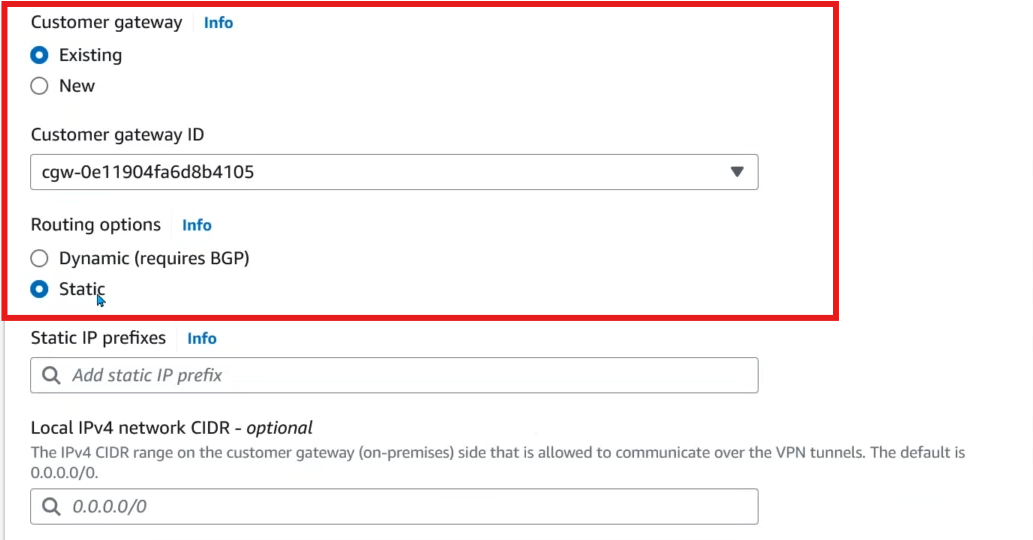 Customer gateway Info
Existing
New
Customer gateway ID
cgw-0e11904fa6d8b4105
Routing options Info
Dynamic (requires BGP)
Static
Static IP prefixes Info
Add static IP prefix
Local IPv4 network CIDR - optional
The IPv4 CIDR range on the customer gateway (on-premises) side that is allowed to communicate over the VPN tunnels. The default is
0.0.0.0/0.
0.0.0.0/0